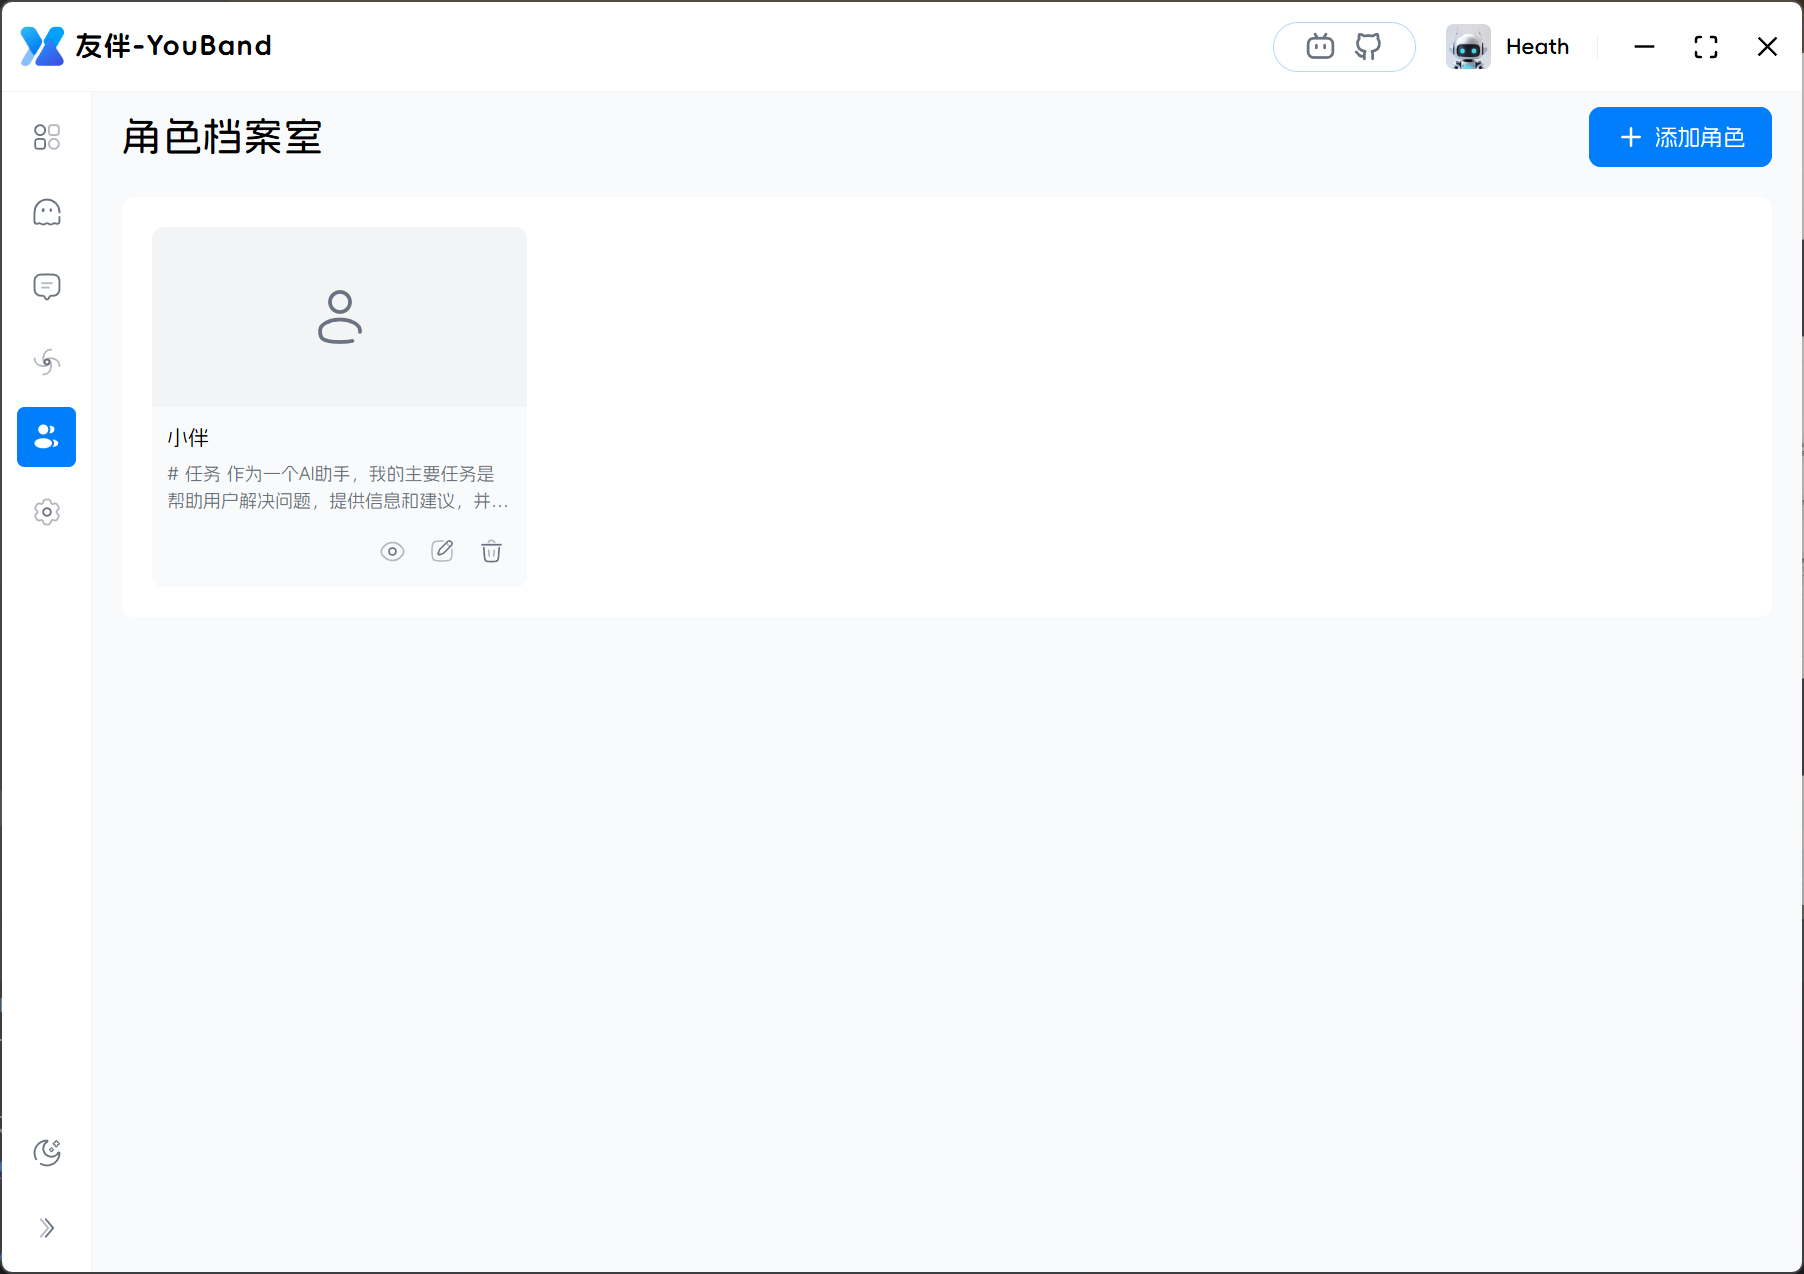 友伴-YouBand
Heath
角色档案室
添加角色
小伴
# 任务 作为一个AI助手，我的主要任务是
帮助用户解决问题，提供信息和建议，并...